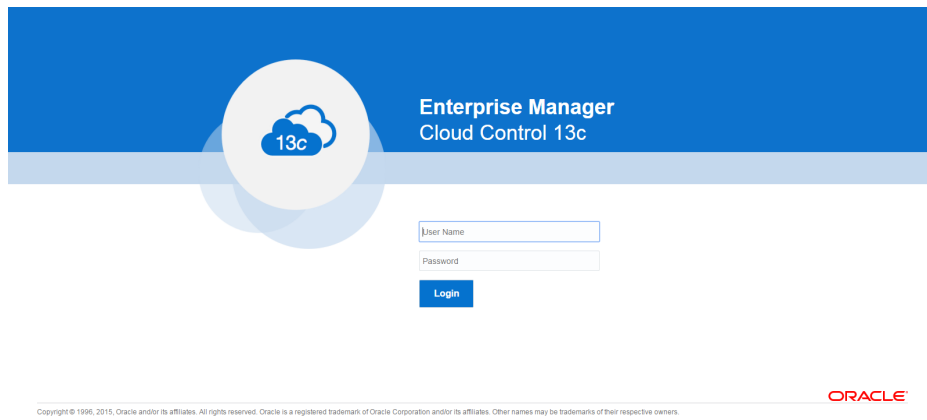 13c
Enterprise Manager
Cloud Control 13c
User Name
Password
Login
ORACLE
Copyright © 1996, 2015, Oracle and/or its affiliates. All rights reserved. Oracle is a registered trademark of Oracle Corporation and/or its affiliates. Other names may be trademarks of their respective owners.